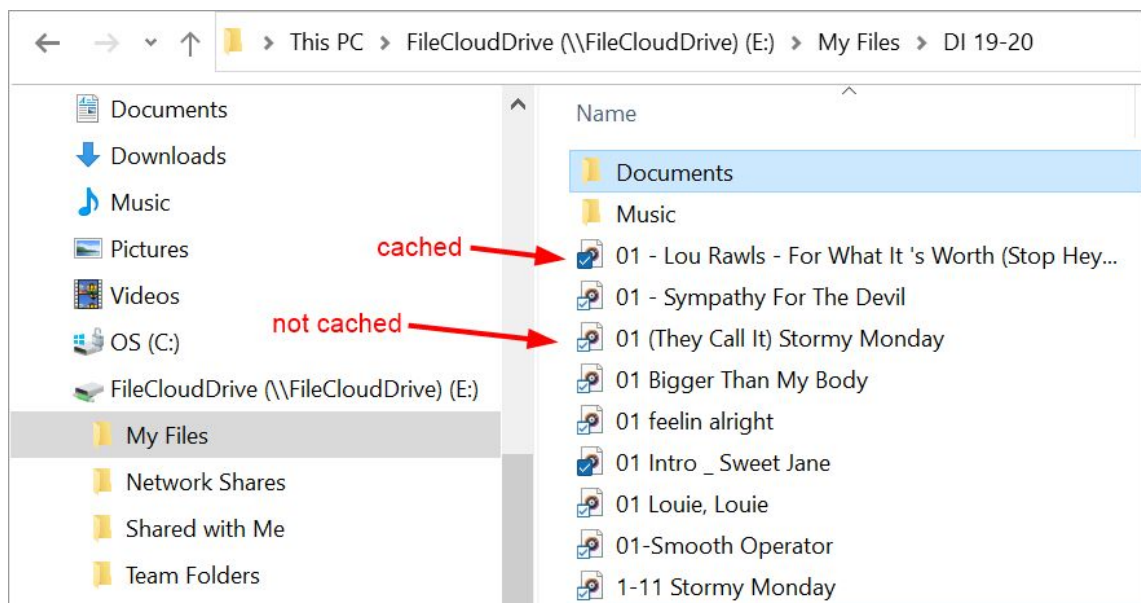 This PC > FileCloudDrive (\\FileCloudDrive) (E:) > My Files > DI 19-20
Documents
Downloads
Music
Pictures
Videos
OS (C:)
FileCloudDrive (\\FileCloudDrive) (E:)
My Files
Network Shares
Shared with Me
Team Folders
cached
not cached
Name
Documents
Music
01 - Lou Rawls - For What It 's Worth (Stop Hey...
01 - Sympathy For The Devil
01 (They Call It) Stormy Monday
01 Bigger Than My Body
01 feelin alright
01 Intro _ Sweet Jane
01 Louie, Louie
01-Smooth Operator
1-11 Stormy Monday